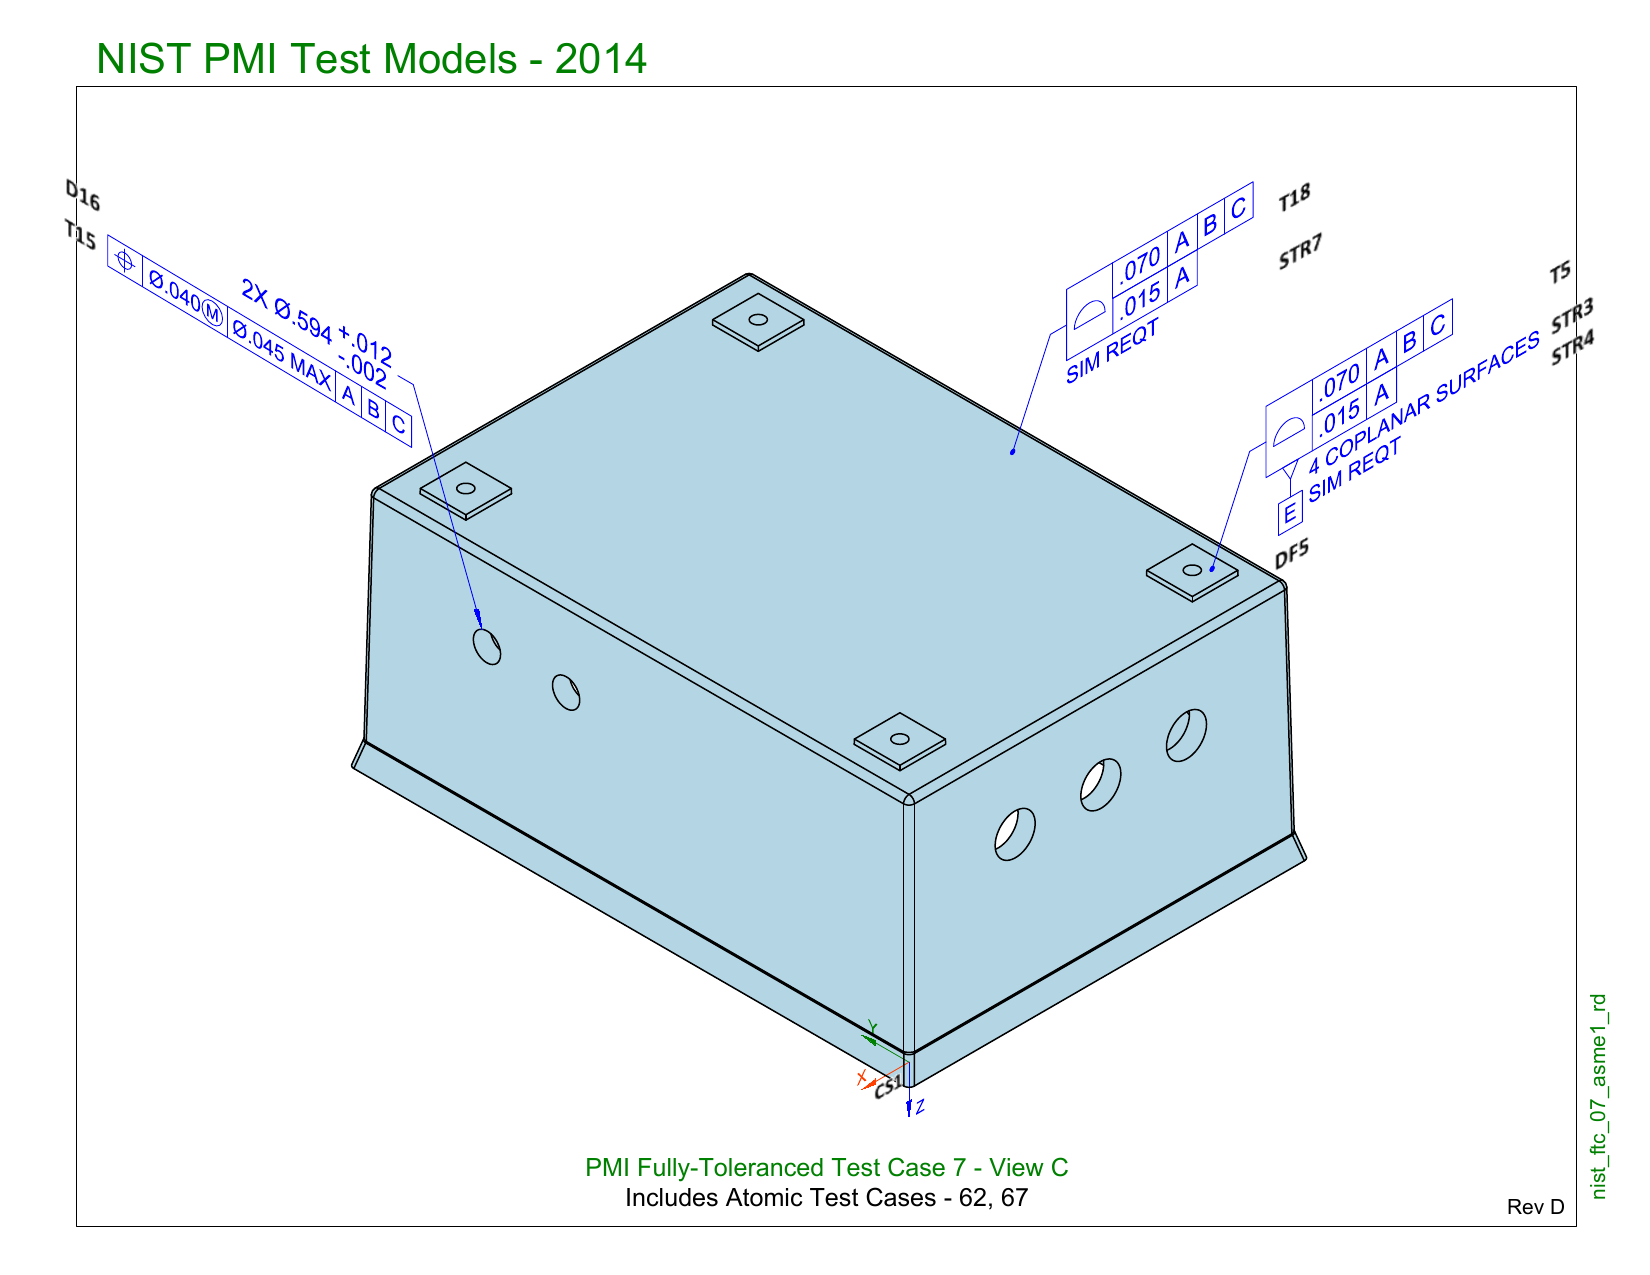 NIST PMI Test Models - 2014
D16
T15
2X Ø.594 +.012
-.002
⌖ Ø.040Ⓜ Ø.045 MAX A B C
T18
.070 A B C
.015 A
SIM REQT
STR7
T5
STR3
STR4
.070 A B C
.015 A
4 COPLANAR SURFACES
SIM REQT
E
DF5
Y
X
CS1
Z
PMI Fully-Toleranced Test Case 7 - View C
Includes Atomic Test Cases - 62, 67
Rev D
nist_ftc_07_asme1_rd